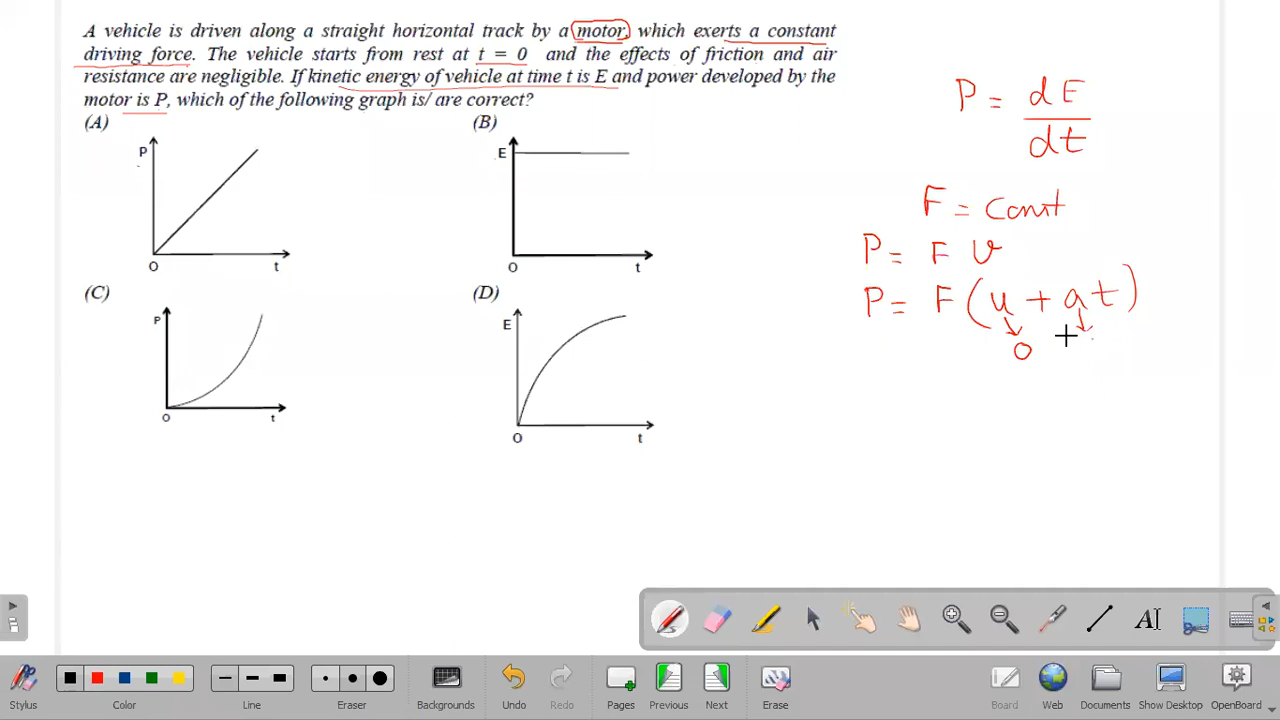 A vehicle is driven along a straight horizontal track by a motor, which exerts a constant
driving force. The vehicle starts from rest at t = 0 and the effects of friction and air
resistance are negligible. If kinetic energy of vehicle at time t is E and power developed by the
motor is P, which of the following graph is/ are correct?
(A)
P
O
t
(B)
E
O
t
(C)
P
O
t
(D)
E
O
t
P = dE
dt
F = const
P = F v
P = F (u + at)
0
Stylus
Color
Line
Eraser
Backgrounds
Undo
Redo
Pages
Previous
Next
Erase
Board
Web
Documents
Show Desktop
OpenBoard